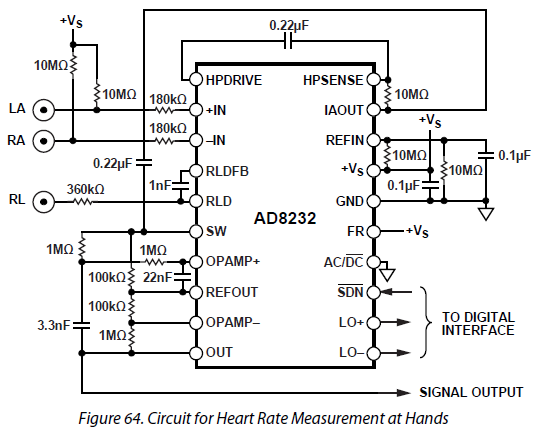 +VS
0.22µF
10MΩ
10MΩ
LA
180kΩ
RA
180kΩ
0.22µF
1nF
RL
360kΩ
1MΩ
1MΩ
100kΩ
22nF
100kΩ
3.3nF
1MΩ
HPDRIVE
+IN
–IN
RLDFB
RLD
SW
OPAMP+
REFOUT
OPAMP–
OUT
AD8232
HPSENSE
IAOUT
REFIN
+VS
GND
FR
AC/DC
SDN
LO+
LO–
10MΩ
+VS
10MΩ
10MΩ
0.1µF
0.1µF
+VS
TO DIGITAL
INTERFACE
SIGNAL OUTPUT
Figure 64. Circuit for Heart Rate Measurement at Hands